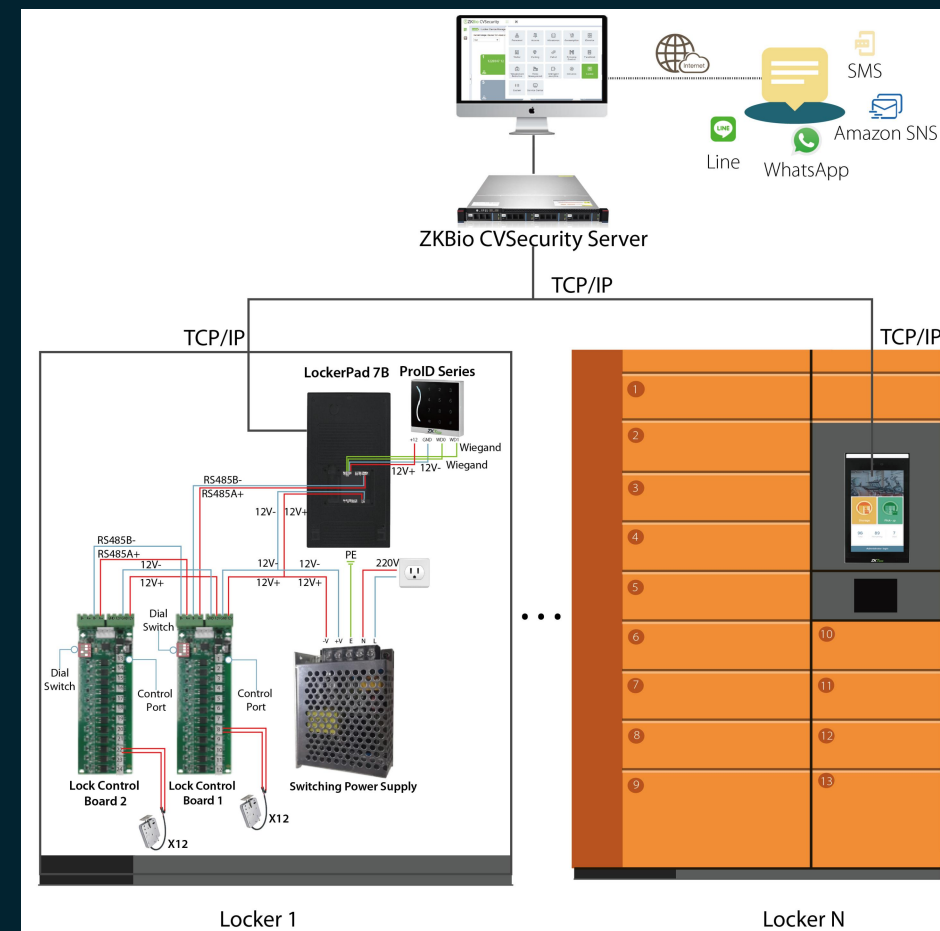 ZKBio CVSecurity
Internet
SMS
Amazon SNS
Line
LINE
WhatsApp
ZKBio CVSecurity Server
TCP/IP
TCP/IP
TCP/IP
LockerPad 7B
ProID Series
ZKTeco
+12 GND WD0 WD1
Wiegand
12V+ 12V- Wiegand
RS485B-
RS485A+
12V- 12V+
RS485B-
RS485A+
12V-
12V+
12V- 12V-
12V+ 12V+
PE
220V
Dial
Switch
Dial
Switch
Control
Port
Control
Port
-V +V E N L
Lock Control
Board 2
Lock Control
Board 1
Switching Power Supply
X12
X12
1
2
3
4
5
6
7
8
9
10
11
12
13
Locker 1
Locker N